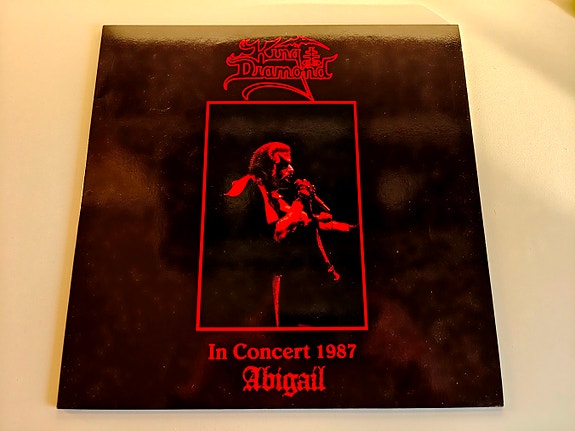 King
Diamond
In Concert 1987
Abigail